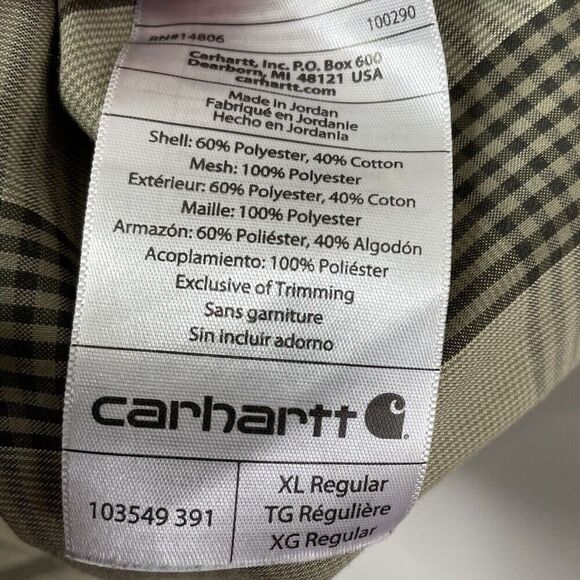 RN#14806 100290
Carhartt, Inc. P.O. Box 600
Dearborn, MI 48121 USA
carhartt.com
Made in Jordan
Fabriqué en Jordanie
Hecho en Jordania
Shell: 60% Polyester, 40% Cotton
Mesh: 100% Polyester
Extérieur: 60% Polyester, 40% Coton
Maille: 100% Polyester
Armazón: 60% Poliéster, 40% Algodón
Acoplamiento: 100% Poliéster
Exclusive of Trimming
Sans garniture
Sin incluir adorno
carhartt
103549 391
XL Regular
TG Régulière
XG Regular